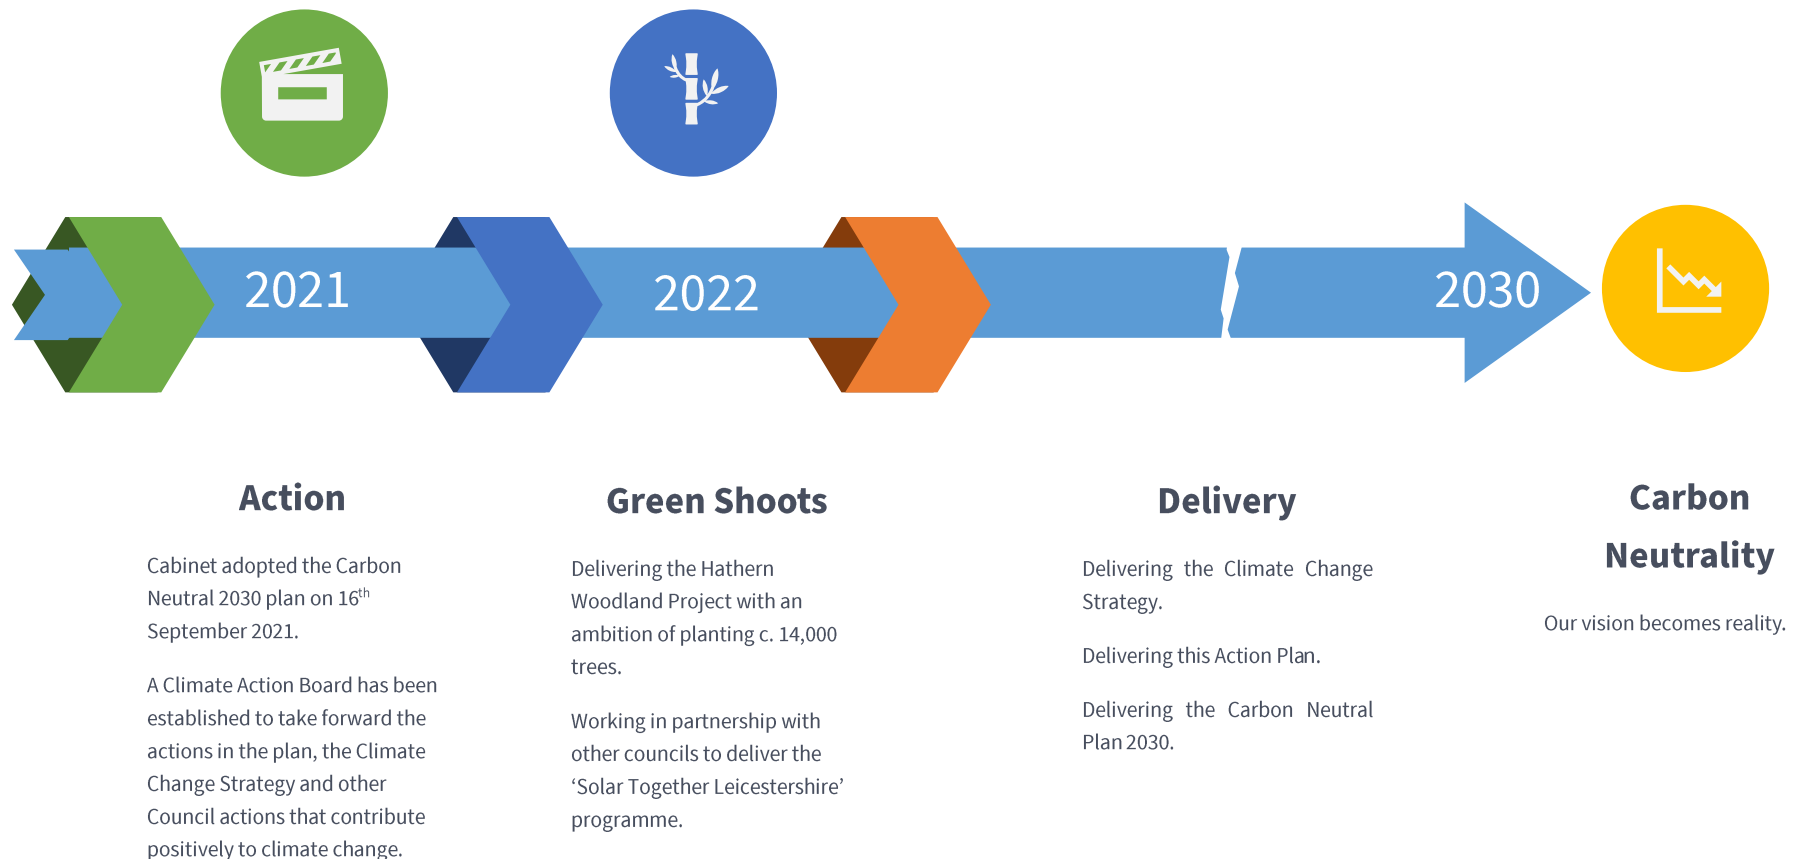 2021
2022
2030
Action
Cabinet adopted the Carbon
Neutral 2030 plan on 16th
September 2021.
A Climate Action Board has been
established to take forward the
actions in the plan, the Climate
Change Strategy and other
Council actions that contribute
positively to climate change.
Green Shoots
Delivering the Hathern
Woodland Project with an
ambition of planting c. 14,000
trees.
Working in partnership with
other councils to deliver the
‘Solar Together Leicestershire’
programme.
Delivery
Delivering the Climate Change
Strategy.
Delivering this Action Plan.
Delivering the Carbon Neutral
Plan 2030.
Carbon
Neutrality
Our vision becomes reality.